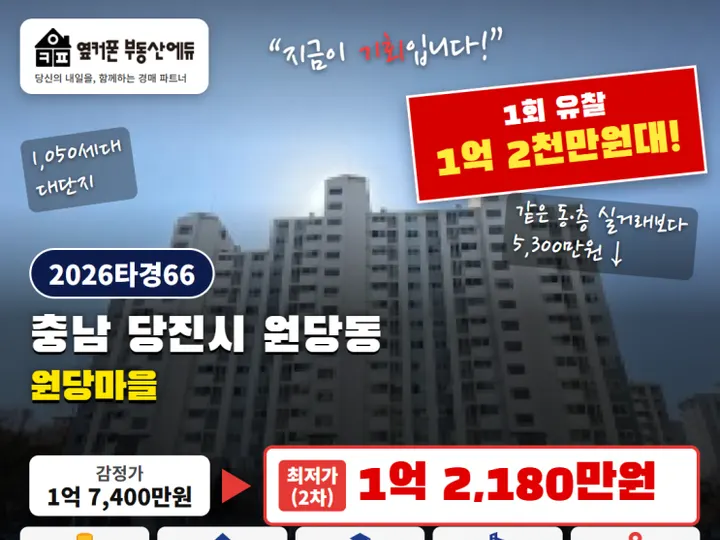 옆커폰 부동산에듀
당신의 내일을, 함께하는 경매 파트너
“지금이 기회입니다!”
1회 유찰
1억 2천만원대!
1,050세대
대단지
같은 동·층 실거래보다
5,300만원 ↓
2026타경66
충남 당진시 원당동
원당마을
감정가
1억 7,400만원
최저가
(2차)
1억 2,180만원